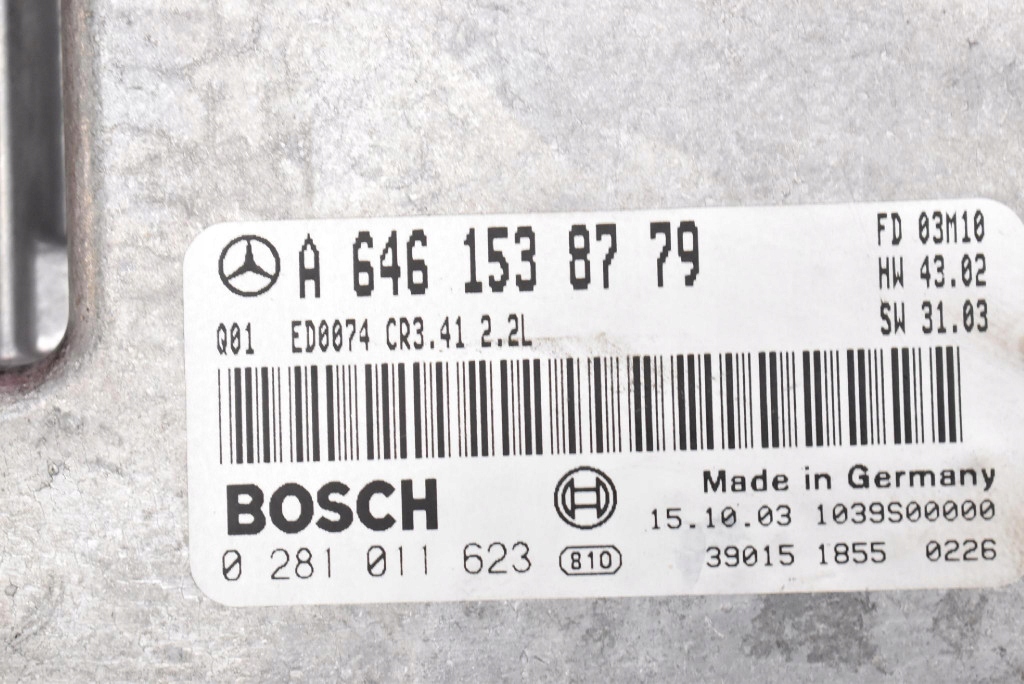 A 646 153 87 79
FD 03M10
HW 43.02
SW 31.03
Q01 ED0074 CR3.41 2.2L
BOSCH
Made in Germany
15.10.03 1039S00000
0 281 011 623 810
39015 1855 0226